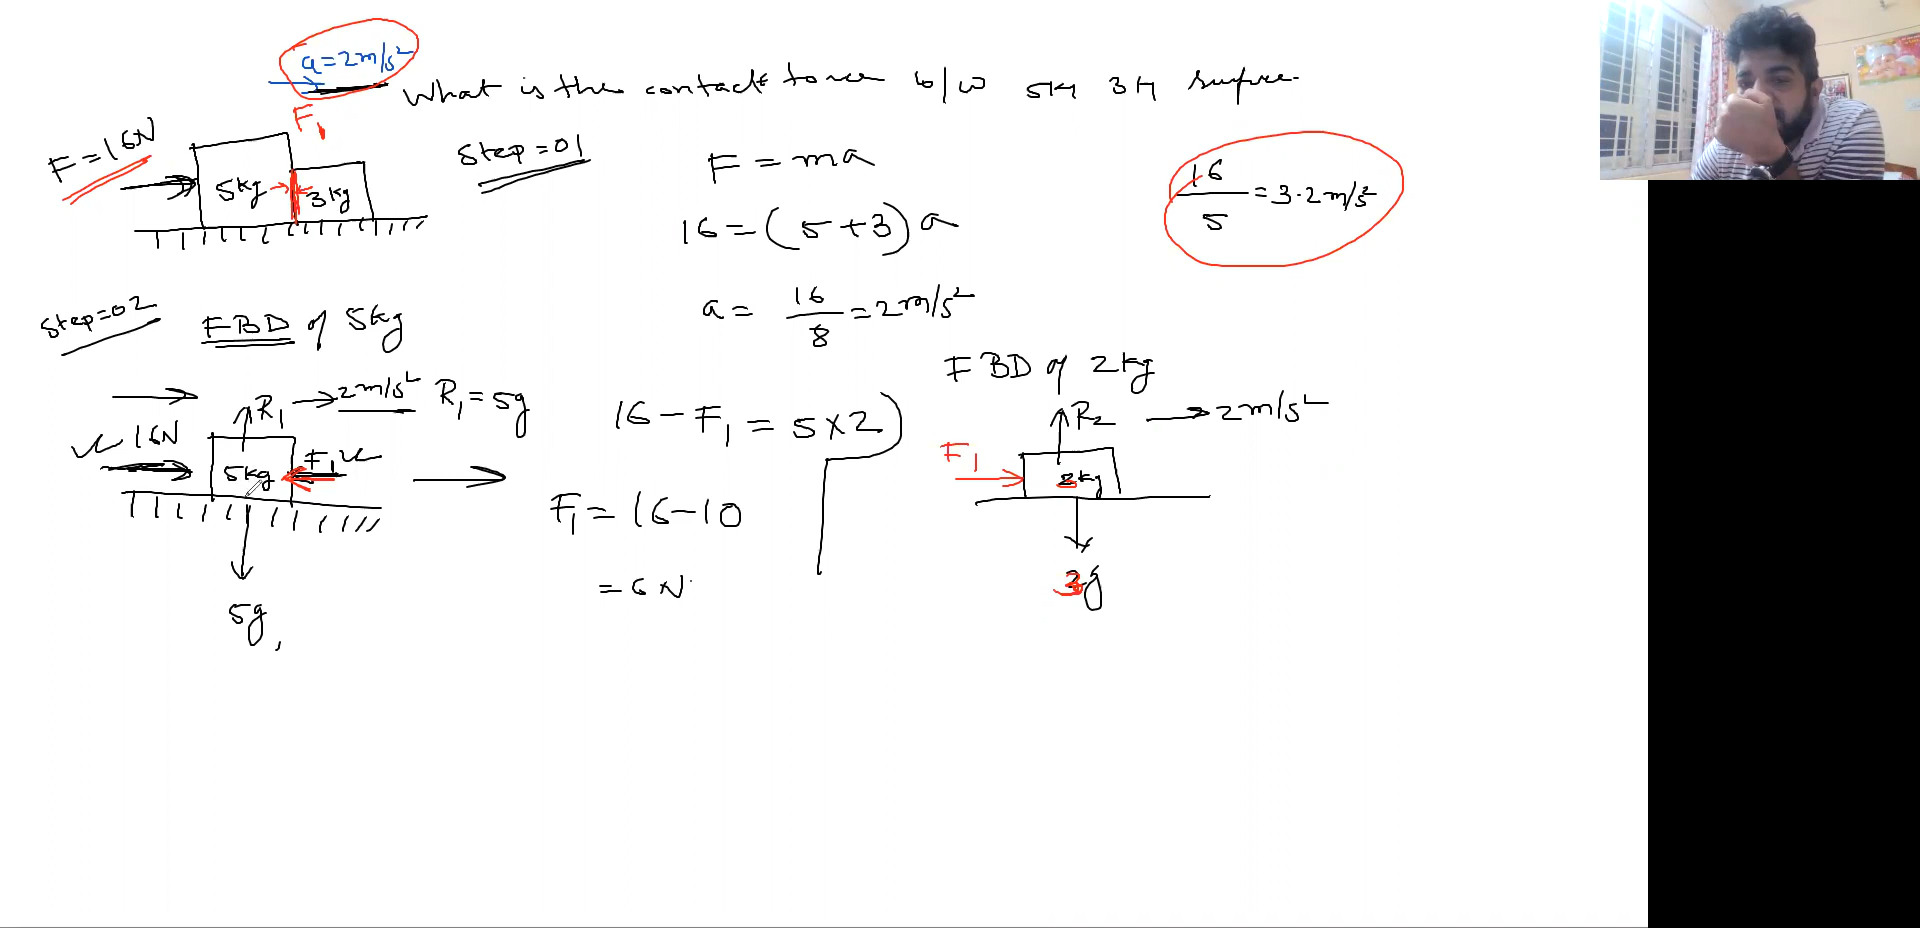 a=2m/s²
What is the contact force b/w 5kg 3kg surface.
F₁
F=16N
5kg
3kg
Step=01
F = ma
16 = (5+3) a
a = 16/8 = 2m/s²
16/5 = 3.2m/s²
Step=02
FBD of 5kg
R₁
2m/s²
R₁ = 5g
16N
5kg
F₁
5g,
16 - F₁ = 5×2
F₁ = 16-10
= 6N.
FBD of 2kg
R₂
2m/s²
F₁
kg
3g